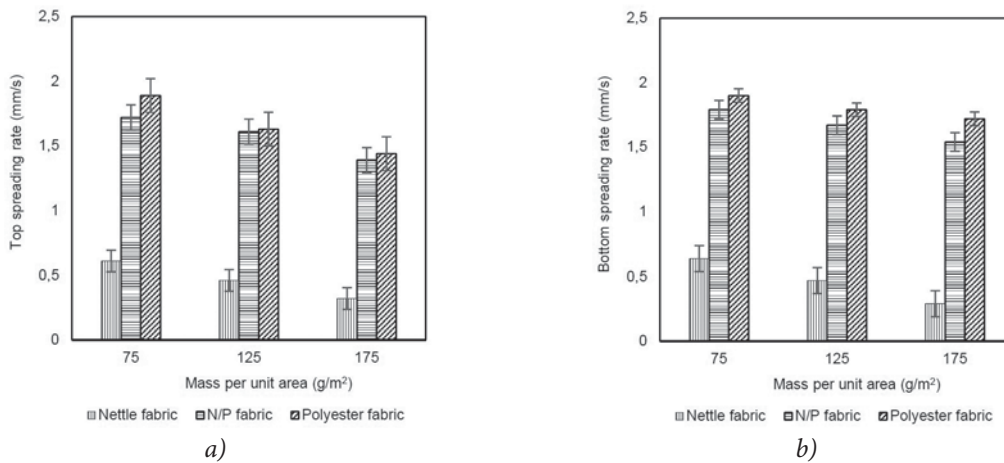 2,5
2
1,5
1
0,5
0
Top spreading rate (mm/s)
75 125 175
Mass per unit area (g/m²)
Nettle fabric N/P fabric Polyester fabric
a)
2,5
2
1,5
1
0,5
0
Bottom spreading rate (mm/s)
75 125 175
Mass per unit area (g/m²)
Nettle fabric N/P fabric Polyester fabric
b)